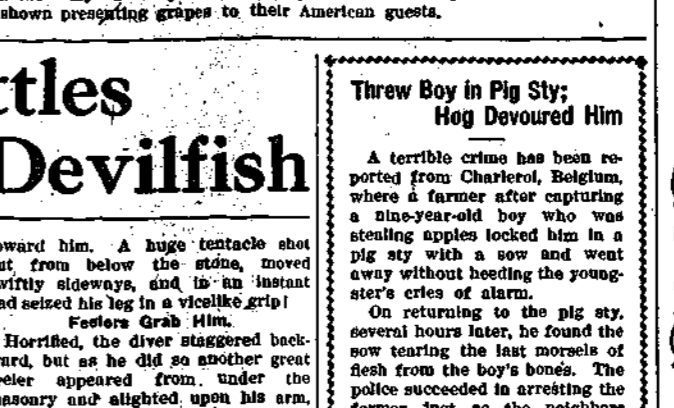 shown presenting grapes to their American guests.
ttles
Devilfish
oward him. A huge tentacle shot
ut from below the stone, moved
wiftly sideways, and in an instant
ad seized his leg in a vicelike grip!
Feelers Grab Him.
Horrified, the diver staggered back-
ard, but as he did so another great
eeler appeared from under the
asonry and alighted upon his arm,
Threw Boy in Pig Sty;
Hog Devoured Him
A terrible crime has been re-
ported from Charleroi, Belgium,
where a farmer after capturing
a nine-year-old boy who was
stealing apples locked him in a
pig sty with a sow and went
away without heeding the young-
ster's cries of alarm.
On returning to the pig sty,
several hours later, he found the
sow tearing the last morsels of
flesh from the boy's bones. The
police succeeded in arresting the
farmer just as the neighbors